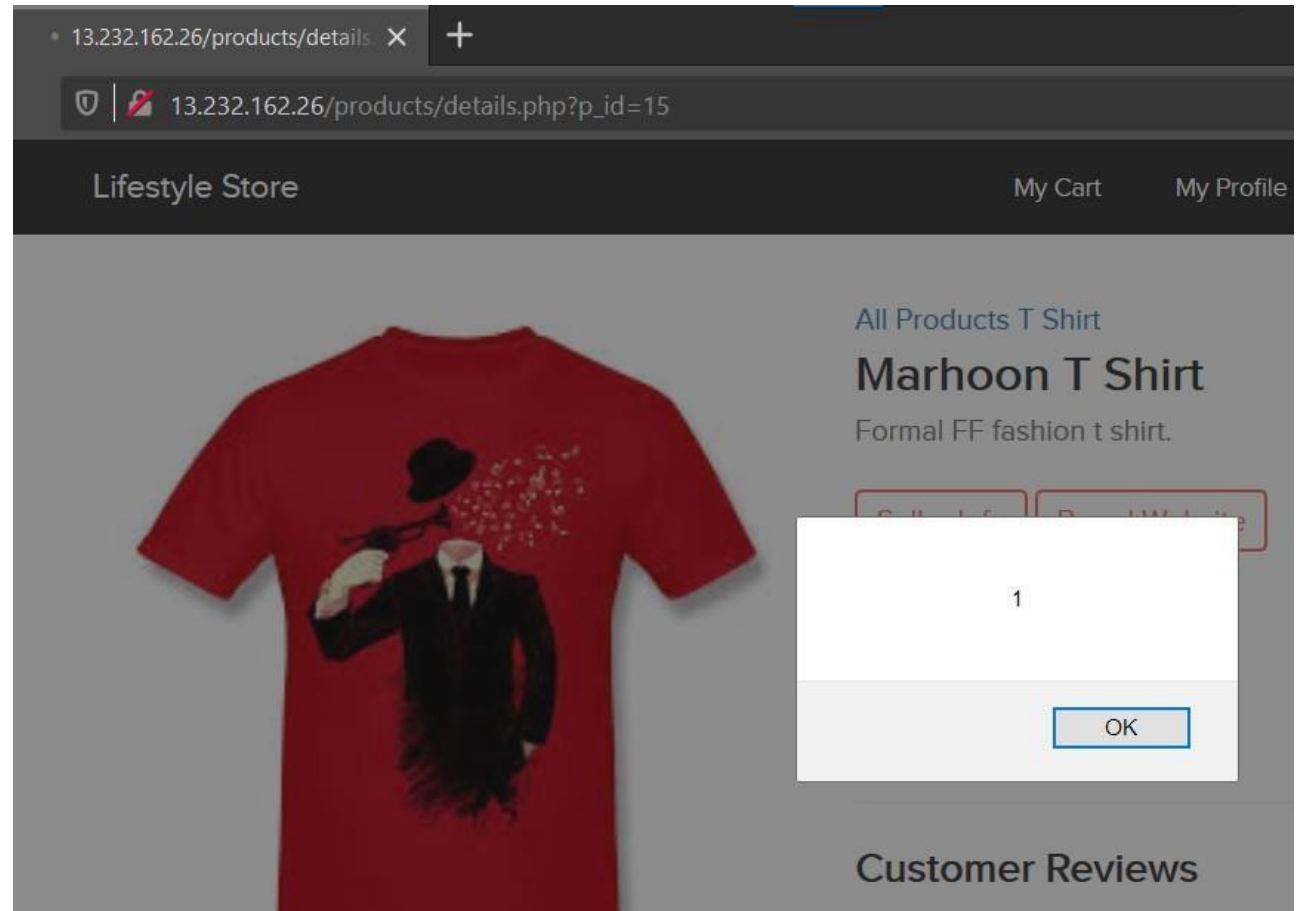 13.232.162.26/products/details
13.232.162.26/products/details.php?p_id=15
Lifestyle Store
My Cart
My Profile
All Products T Shirt
Marhoon T Shirt
Formal FF fashion t shirt.
1
OK
Customer Reviews